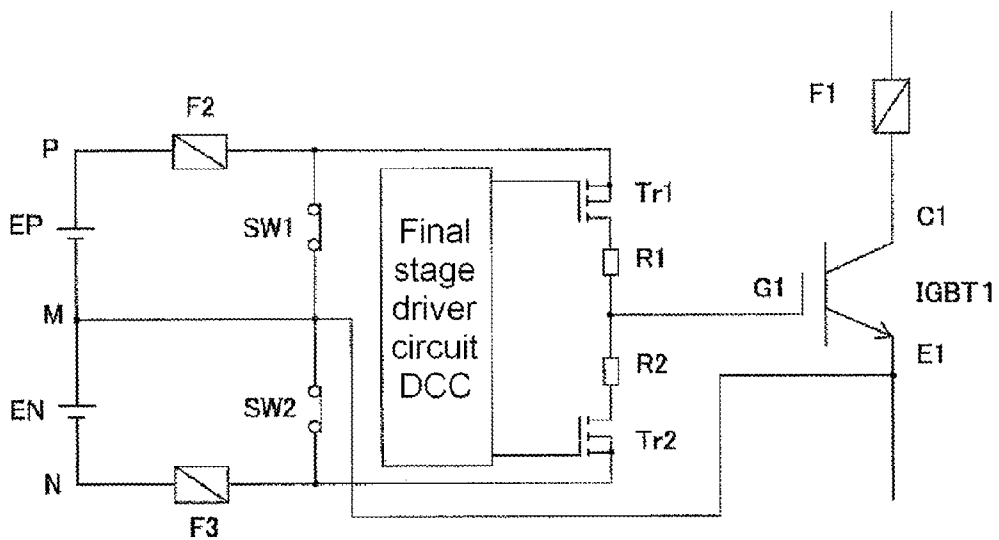 F1
F2
P
Tr1
SW1
EP
C1
Final
stage
driver
circuit
DCC
R1
G1
IGBT1
M
E1
R2
SW2
EN
Tr2
N
F3